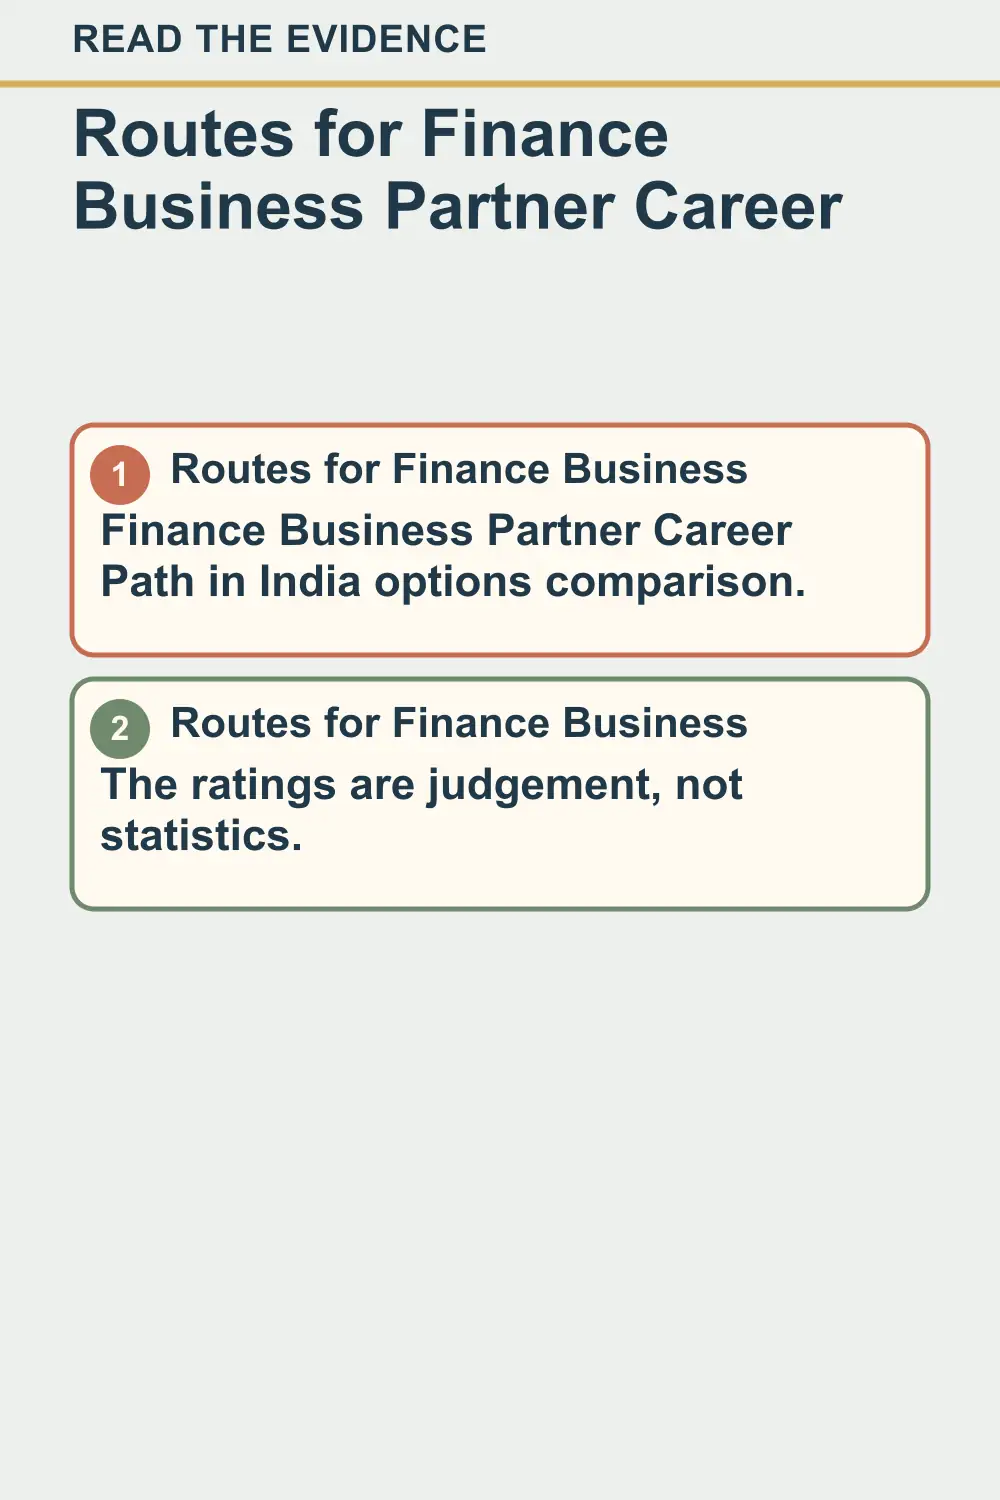 READ THE EVIDENCE
Routes for Finance
Business Partner Career
1 Routes for Finance Business
Finance Business Partner Career
Path in India options comparison.
2 Routes for Finance Business
The ratings are judgement, not
statistics.